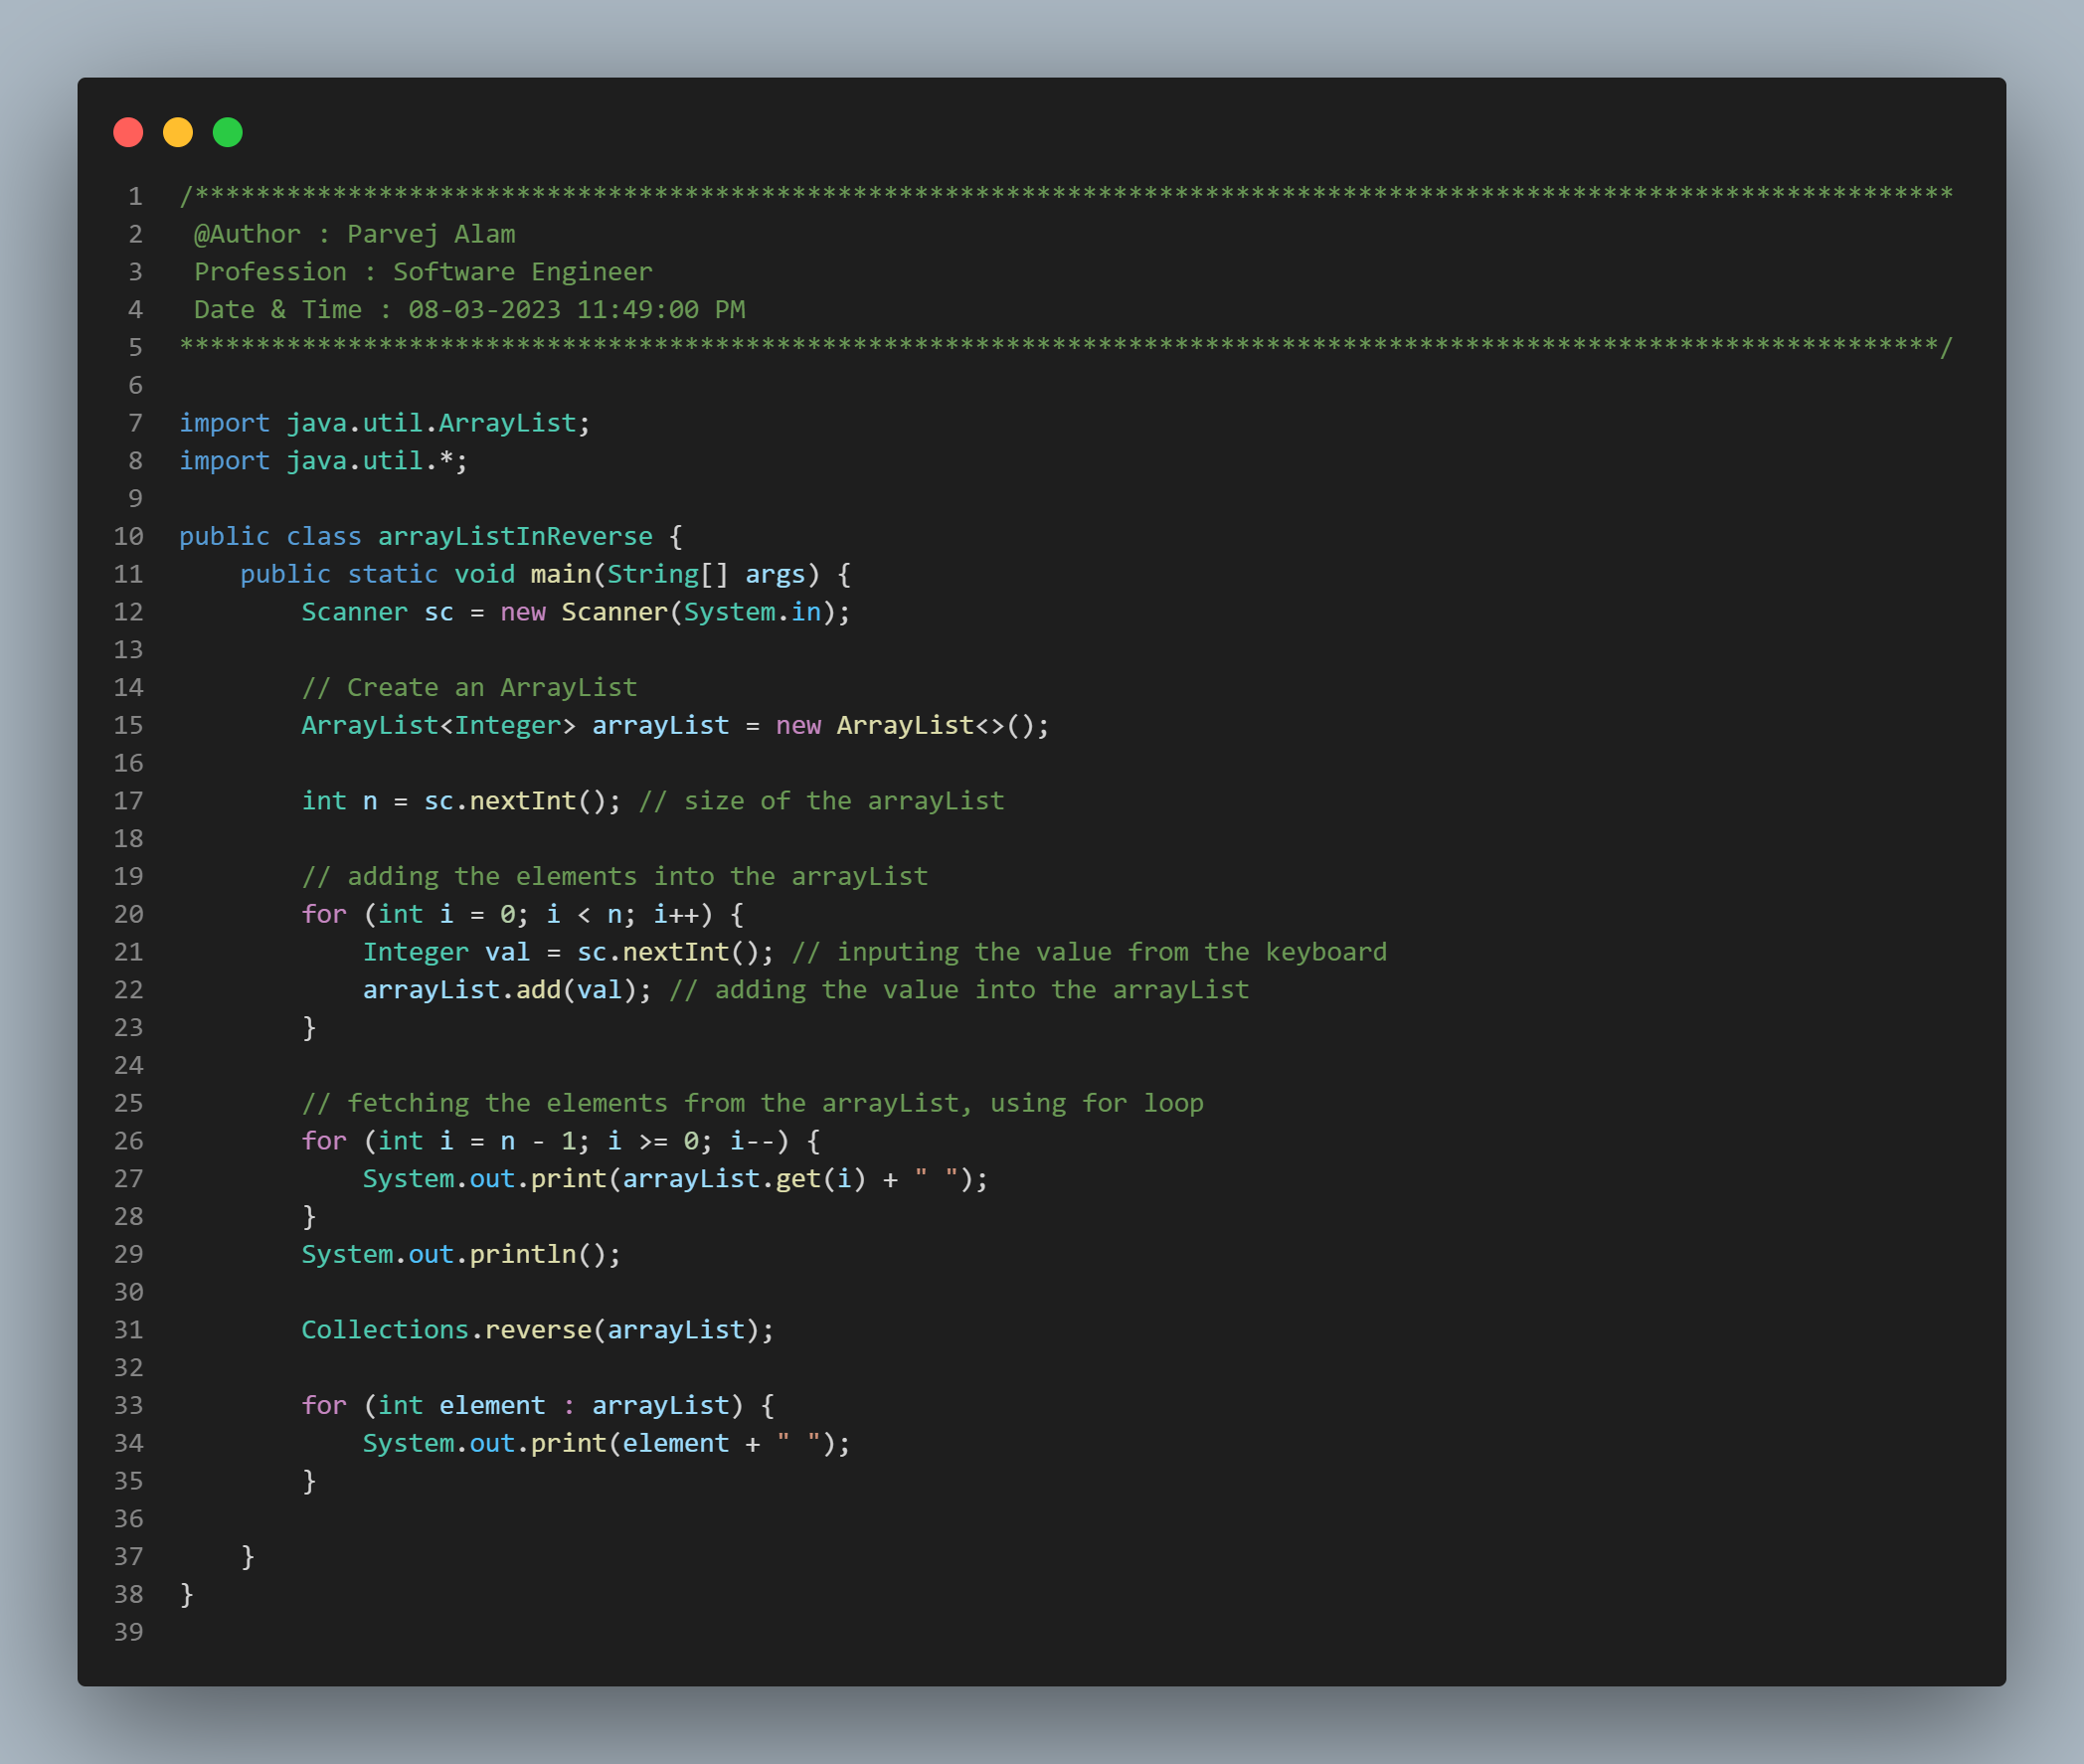 1 /*******************************************************************************************************************
2 @Author : Parvej Alam
3 Profession : Software Engineer
4 Date & Time : 08-03-2023 11:49:00 PM
5 *******************************************************************************************************************/
6
7 import java.util.ArrayList;
8 import java.util.*;
9
10 public class arrayListInReverse {
11     public static void main(String[] args) {
12         Scanner sc = new Scanner(System.in);
13
14         // Create an ArrayList
15         ArrayList<Integer> arrayList = new ArrayList<>();
16
17         int n = sc.nextInt(); // size of the arrayList
18
19         // adding the elements into the arrayList
20         for (int i = 0; i < n; i++) {
21             Integer val = sc.nextInt(); // inputing the value from the keyboard
22             arrayList.add(val); // adding the value into the arrayList
23         }
24
25         // fetching the elements from the arrayList, using for loop
26         for (int i = n - 1; i >= 0; i--) {
27             System.out.print(arrayList.get(i) + " ");
28         }
29         System.out.println();
30
31         Collections.reverse(arrayList);
32
33         for (int element : arrayList) {
34             System.out.print(element + " ");
35         }
36
37     }
38 }
39